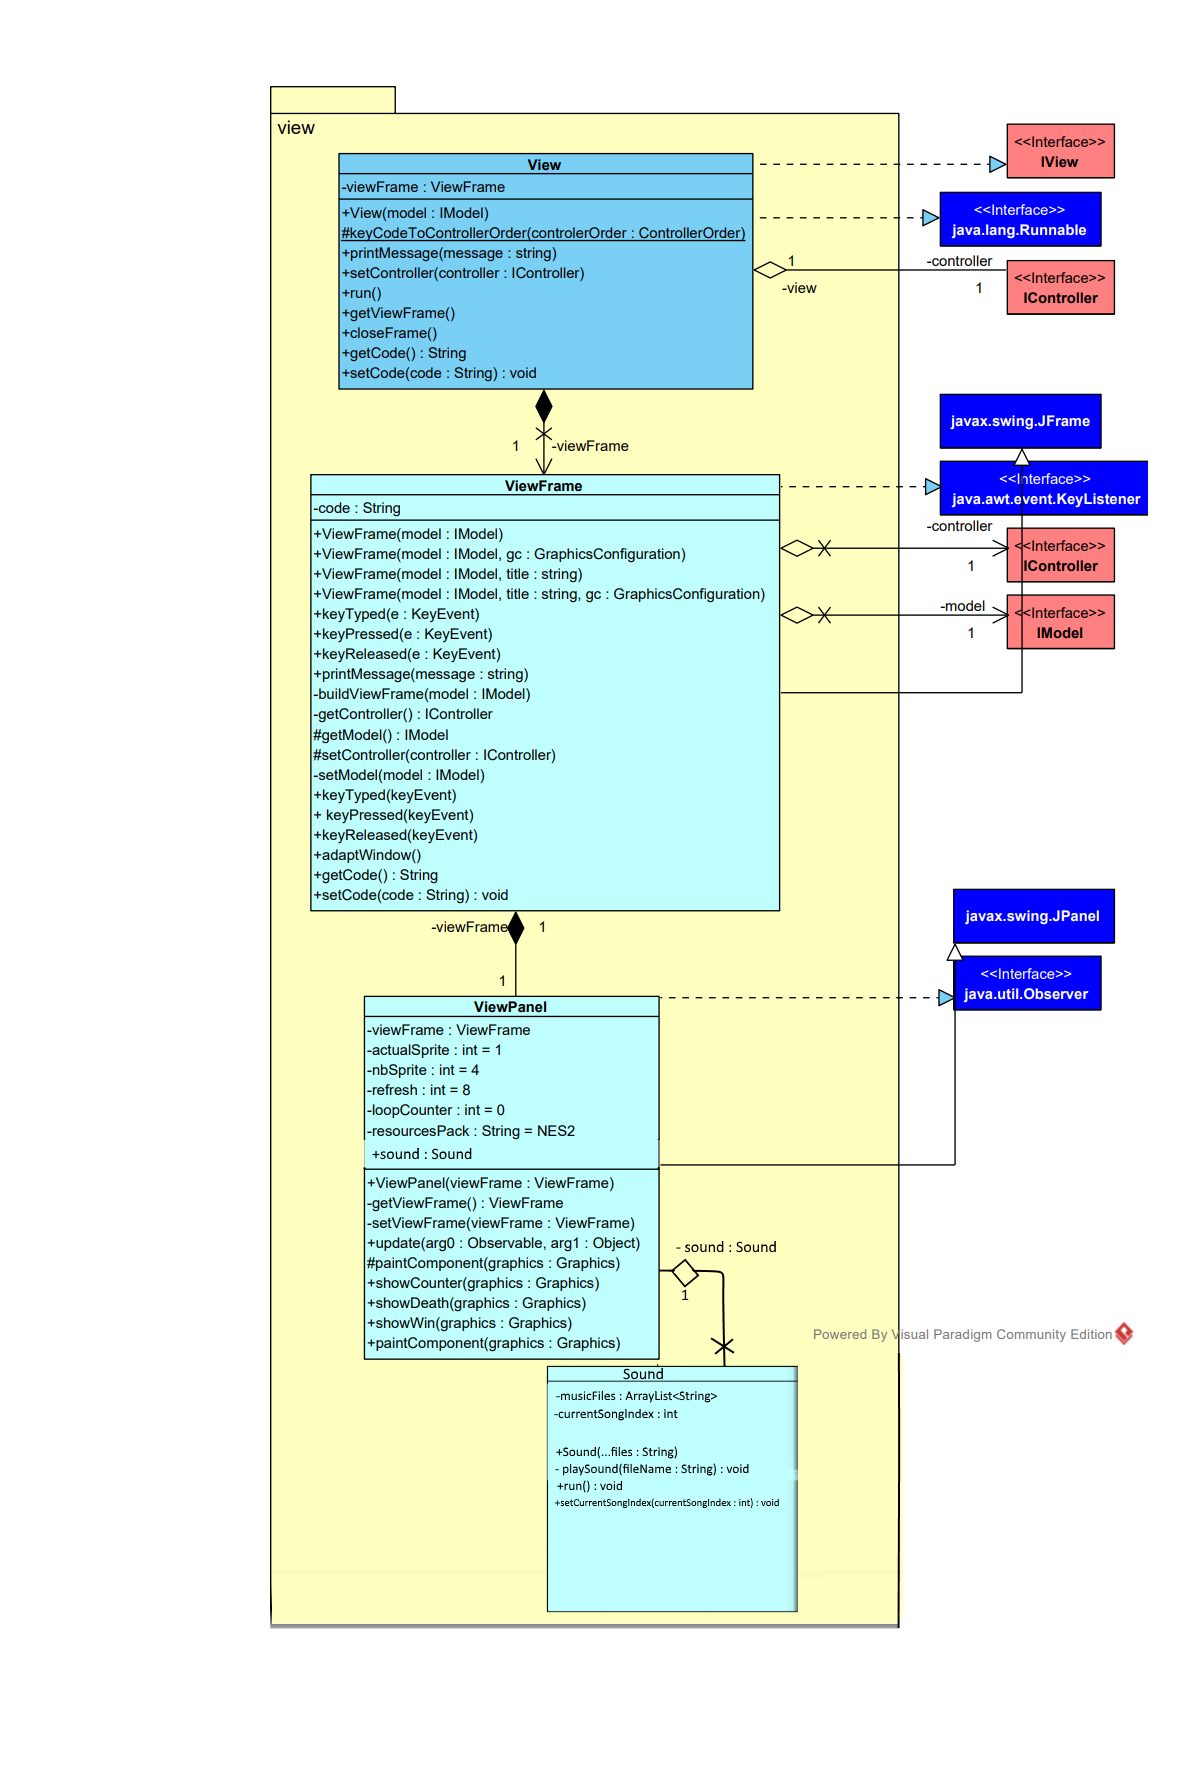 view
View
-viewFrame : ViewFrame
+View(model : IModel)
#keyCodeToControllerOrder(controlerOrder : ControllerOrder)
+printMessage(message : string)
+setController(controller : IController)
+run()
+getViewFrame()
+closeFrame()
+getCode() : String
+setCode(code : String) : void
<<Interface>>
IView
<<Interface>>
java.lang.Runnable
1
-view
-controller
1
<<Interface>>
IController
1
-viewFrame
ViewFrame
-code : String
+ViewFrame(model : IModel)
+ViewFrame(model : IModel, gc : GraphicsConfiguration)
+ViewFrame(model : IModel, title : string)
+ViewFrame(model : IModel, title : string, gc : GraphicsConfiguration)
+keyTyped(e : KeyEvent)
+keyPressed(e : KeyEvent)
+keyReleased(e : KeyEvent)
+printMessage(message : string)
-buildViewFrame(model : IModel)
-getController() : IController
#getModel() : IModel
#setController(controller : IController)
-setModel(model : IModel)
+keyTyped(keyEvent)
+ keyPressed(keyEvent)
+keyReleased(keyEvent)
+adaptWindow()
+getCode() : String
+setCode(code : String) : void
javax.swing.JFrame
<<Interface>>
java.awt.event.KeyListener
-controller
1
<<Interface>>
IController
-model
1
<<Interface>>
IModel
-viewFrame
1
1
ViewPanel
-viewFrame : ViewFrame
-actualSprite : int = 1
-nbSprite : int = 4
-refresh : int = 8
-loopCounter : int = 0
-resourcesPack : String = NES2
+sound : Sound
+ViewPanel(viewFrame : ViewFrame)
-getViewFrame() : ViewFrame
-setViewFrame(viewFrame : ViewFrame)
+update(arg0 : Observable, arg1 : Object)
#paintComponent(graphics : Graphics)
+showCounter(graphics : Graphics)
+showDeath(graphics : Graphics)
+showWin(graphics : Graphics)
+paintComponent(graphics : Graphics)
javax.swing.JPanel
<<Interface>>
java.util.Observer
- sound : Sound
1
Powered By Visual Paradigm Community Edition
Sound
-musicFiles : ArrayList<String>
-currentSongIndex : int
+Sound(...files : String)
- playSound(fileName : String) : void
+run() : void
+setCurrentSongIndex(currentSongIndex : int) : void